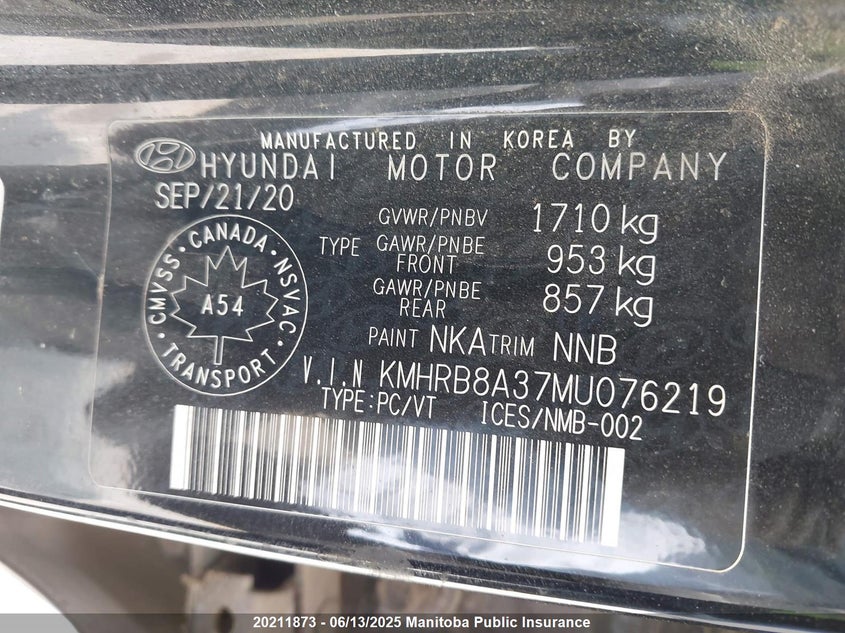 MANUFACTURED IN KOREA BY
HYUNDAI MOTOR COMPANY
SEP/21/20
GVWR/PNBV 1710 kg
TYPE GAWR/PNBE FRONT 953 kg
GAWR/PNBE REAR 857 kg
CMVSS · CANADA · NSVAC · TRANSPORT ·
A54
PAINT NKA TRIM NNB
V.I.N KMHRB8A37MU076219
TYPE:PC/VT ICES/NMB-002
20211873 - 06/13/2025 Manitoba Public Insurance